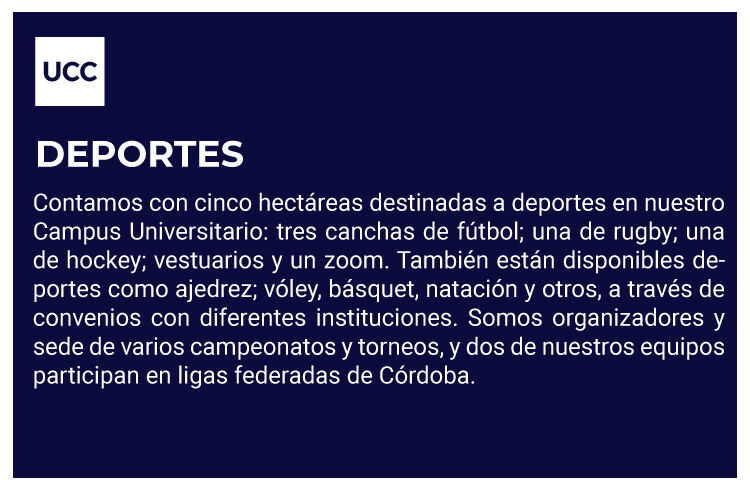 UCC
DEPORTES
Contamos con cinco hectáreas destinadas a deportes en nuestro
Campus Universitario: tres canchas de fútbol; una de rugby; una
de hockey; vestuarios y un zoom. También están disponibles de-
portes como ajedrez; vóley, básquet, natación y otros, a través de
convenios con diferentes instituciones. Somos organizadores y
sede de varios campeonatos y torneos, y dos de nuestros equipos
participan en ligas federadas de Córdoba.